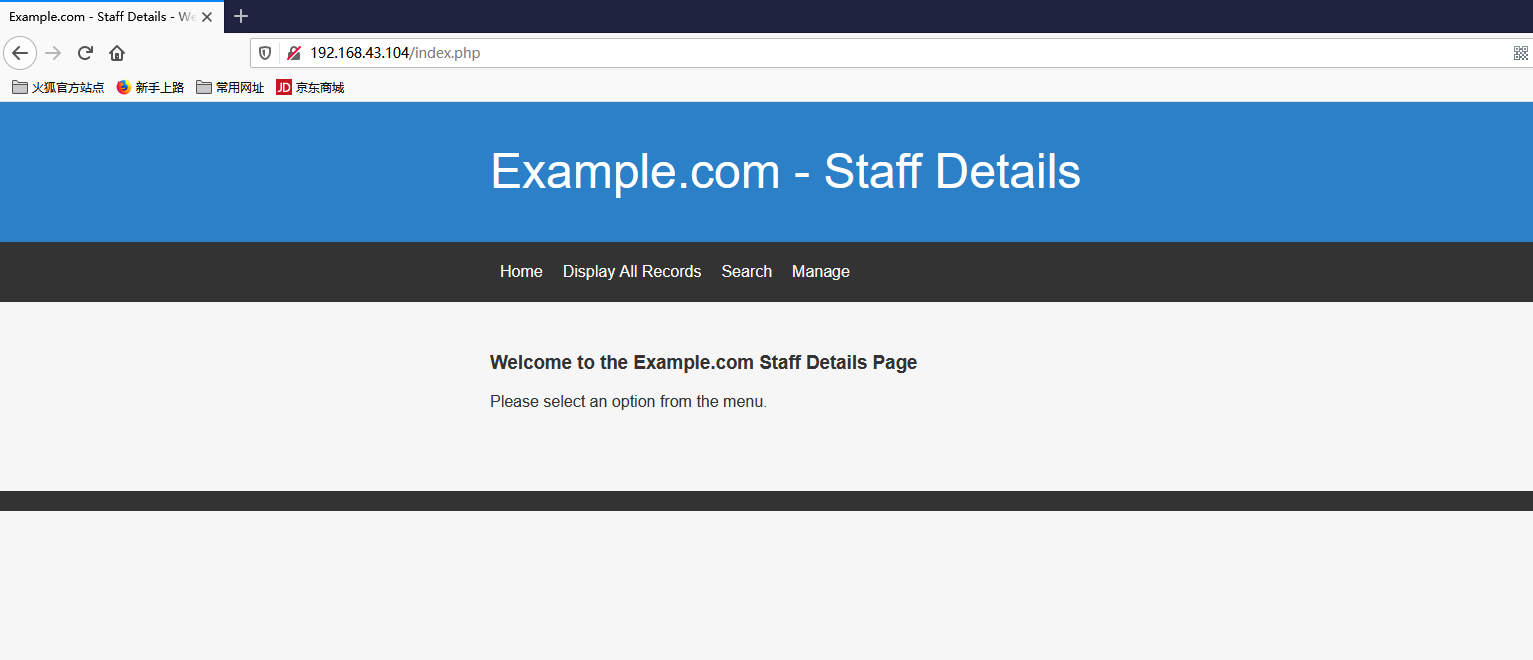 Example.com - Staff Details - We
192.168.43.104/index.php
火狐官方站点 新手上路 常用网址 JD 京东商城
Example.com - Staff Details
Home Display All Records Search Manage
Welcome to the Example.com Staff Details Page
Please select an option from the menu.